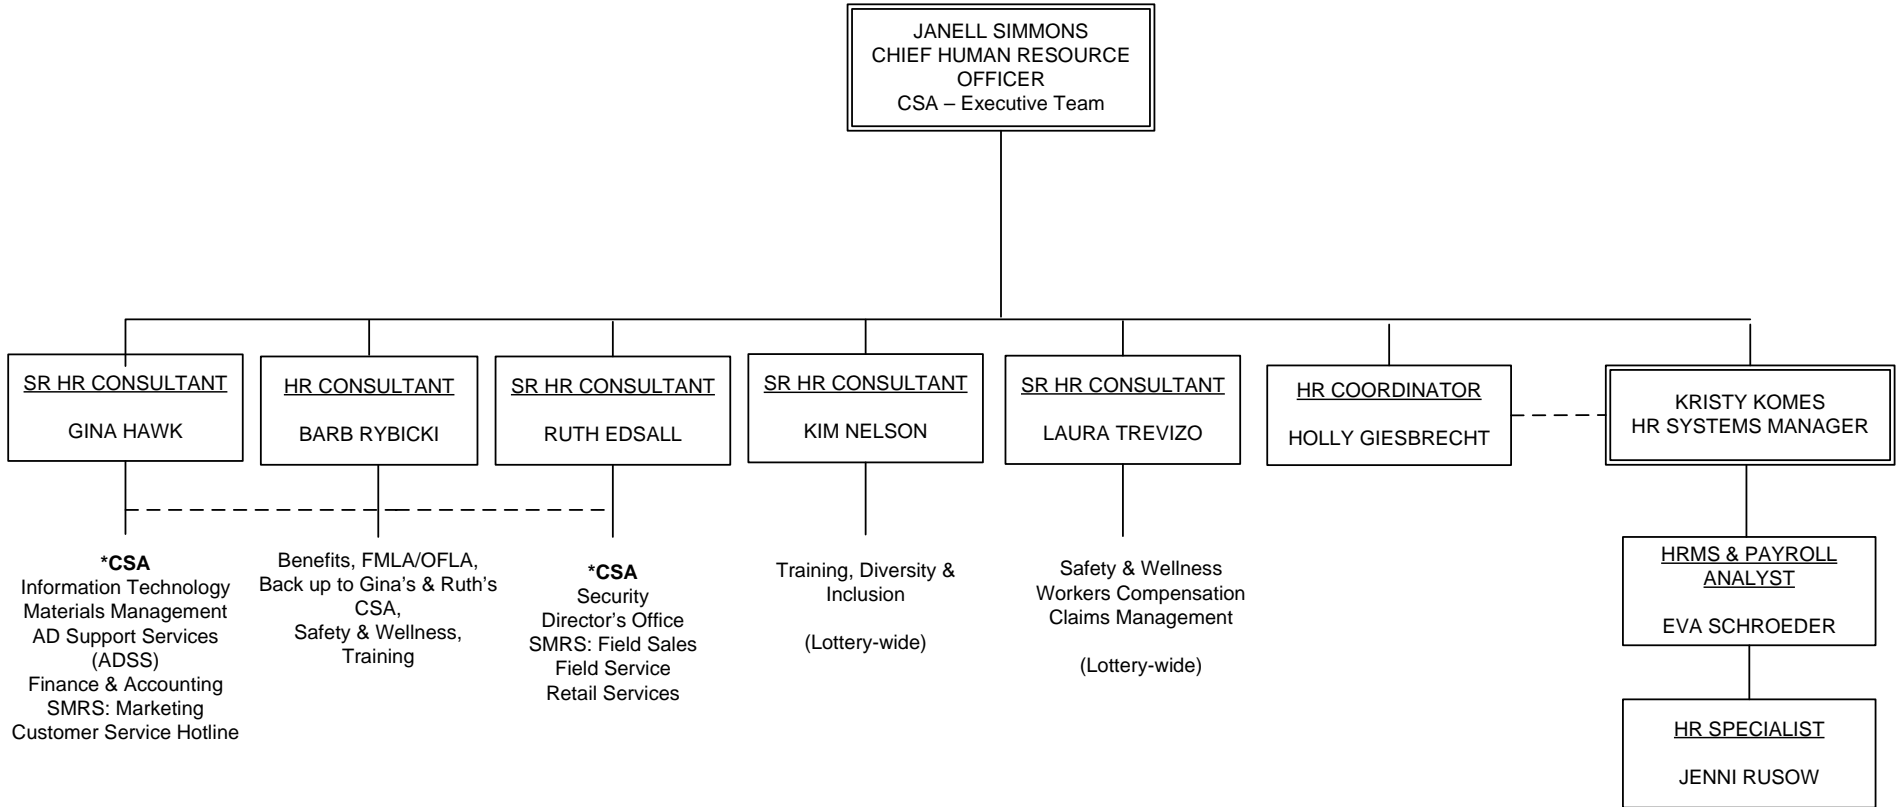 JANELL SIMMONS
CHIEF HUMAN RESOURCE
OFFICER
CSA – Executive Team
SR HR CONSULTANT
GINA HAWK
HR CONSULTANT
BARB RYBICKI
SR HR CONSULTANT
RUTH EDSALL
SR HR CONSULTANT
KIM NELSON
SR HR CONSULTANT
LAURA TREVIZO
HR COORDINATOR
HOLLY GIESBRECHT
KRISTY KOMES
HR SYSTEMS MANAGER
*CSA
Information Technology
Materials Management
AD Support Services
(ADSS)
Finance & Accounting
SMRS: Marketing
Customer Service Hotline
Benefits, FMLA/OFLA,
Back up to Gina’s & Ruth’s
CSA,
Safety & Wellness,
Training
*CSA
Security
Director’s Office
SMRS: Field Sales
Field Service
Retail Services
Training, Diversity &
Inclusion
(Lottery-wide)
Safety & Wellness
Workers Compensation
Claims Management
(Lottery-wide)
HRMS & PAYROLL
ANALYST
EVA SCHROEDER
HR SPECIALIST
JENNI RUSOW